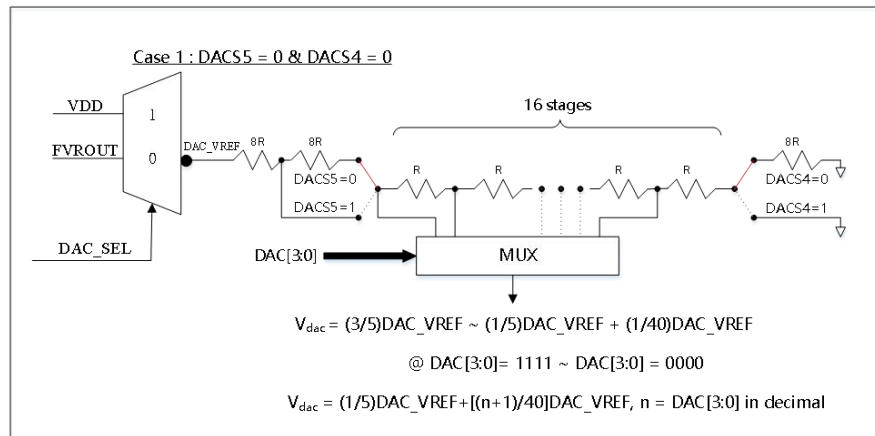 Case 1 : DACS5 = 0 & DACS4 = 0
16 stages
VDD
1
FVROUT
0
DAC_VREF
8R
8R
R
R
R
R
8R
DACS5=0
DACS4=0
DACS5=1
DACS4=1
DAC_SEL
DAC[3:0]
MUX
Vdac = (3/5)DAC_VREF ~ (1/5)DAC_VREF + (1/40)DAC_VREF
@ DAC[3:0]= 1111 ~ DAC[3:0] = 0000
Vdac = (1/5)DAC_VREF+[(n+1)/40]DAC_VREF, n = DAC[3:0] in decimal